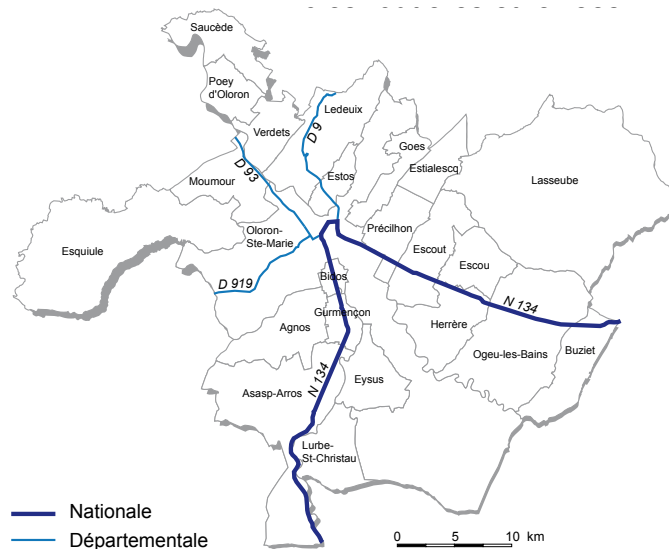 Saucède
Poey
d'Oloron
Verdets
Ledeuix
D 9
Goes
D 93
Estos
Estialescq
Moumour
Lasseube
Oloron-
Ste-Marie
Précilhon
Esquiule
Escout
Escou
Bidos
D 919
N 134
Gurmençon
Agnos
Herrère
Ogeu-les-Bains
Buziet
N 134
Asasp-Arros
Eysus
Lurbe-
St-Christau
Nationale
Départementale
0 5 10 km